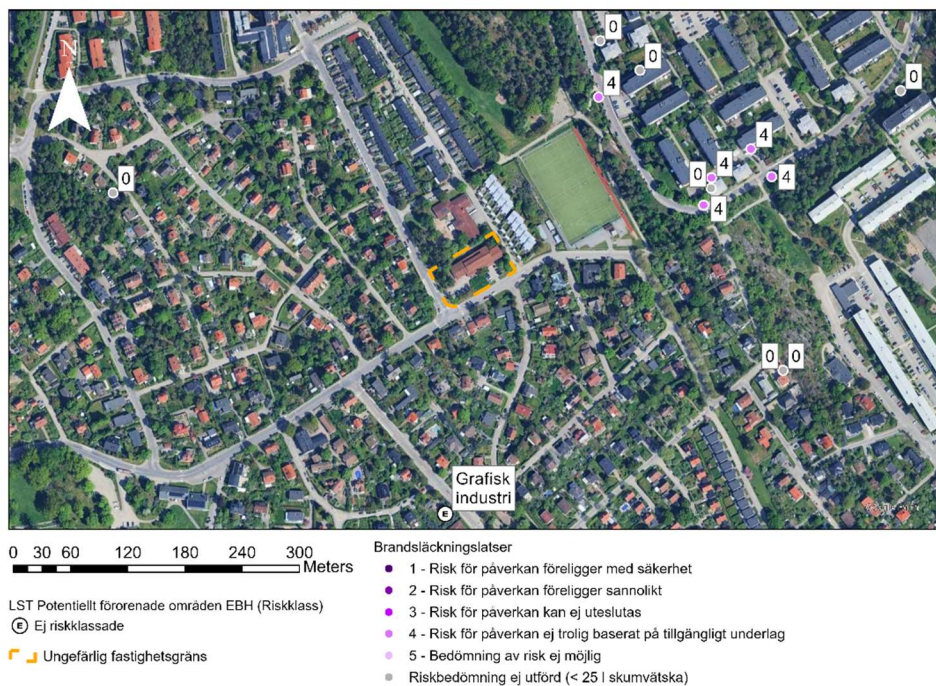 N
0
0
4
0
4
4
0
4
4
0
0 0
Grafisk
industri
E
0 30 60 120 180 240 300
Meters
LST Potentiellt förorenade områden EBH (Riskklass)
E Ej riskklassade
Ungefärlig fastighetsgräns
Brandsläckningslatser
1 - Risk för påverkan föreligger med säkerhet
2 - Risk för påverkan föreligger sannolikt
3 - Risk för påverkan kan ej uteslutas
4 - Risk för påverkan ej trolig baserat på tillgängligt underlag
5 - Bedömning av risk ej möjlig
Riskbedömning ej utförd (< 25 l skumvätska)